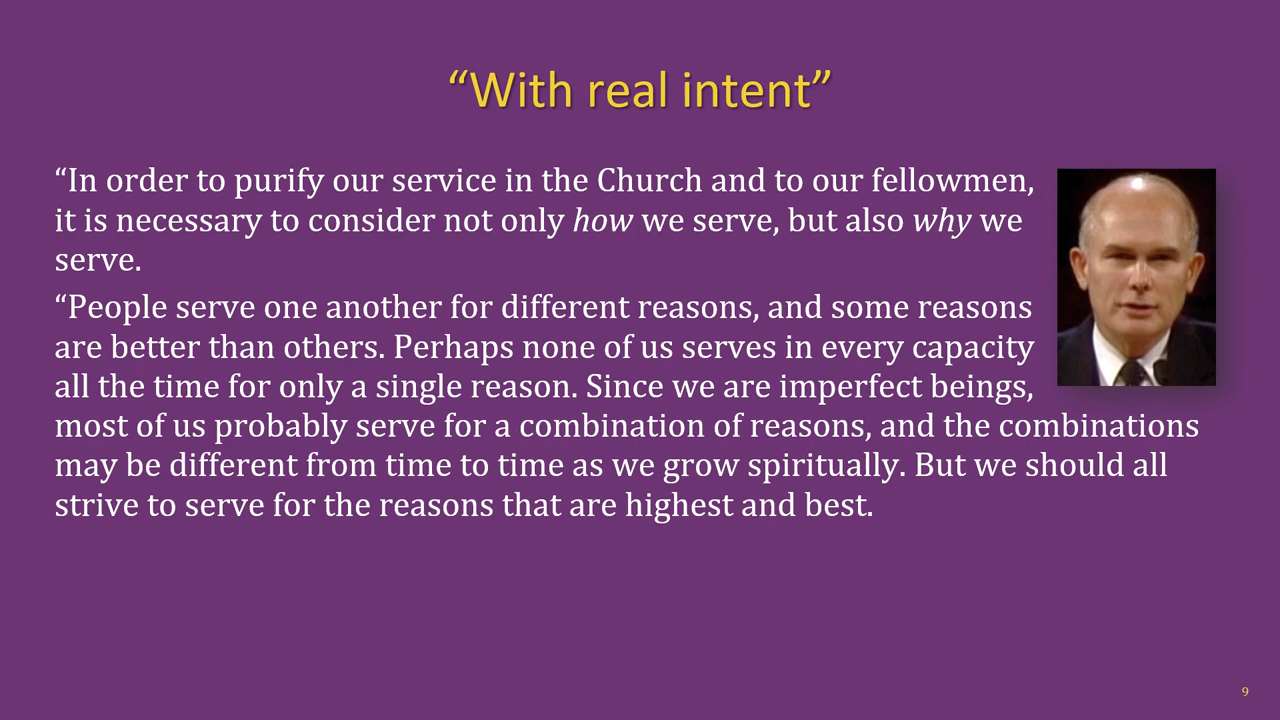 “With real intent”
“In order to purify our service in the Church and to our fellowmen,
it is necessary to consider not only how we serve, but also why we
serve.
“People serve one another for different reasons, and some reasons
are better than others. Perhaps none of us serves in every capacity
all the time for only a single reason. Since we are imperfect beings,
most of us probably serve for a combination of reasons, and the combinations
may be different from time to time as we grow spiritually. But we should all
strive to serve for the reasons that are highest and best.
9